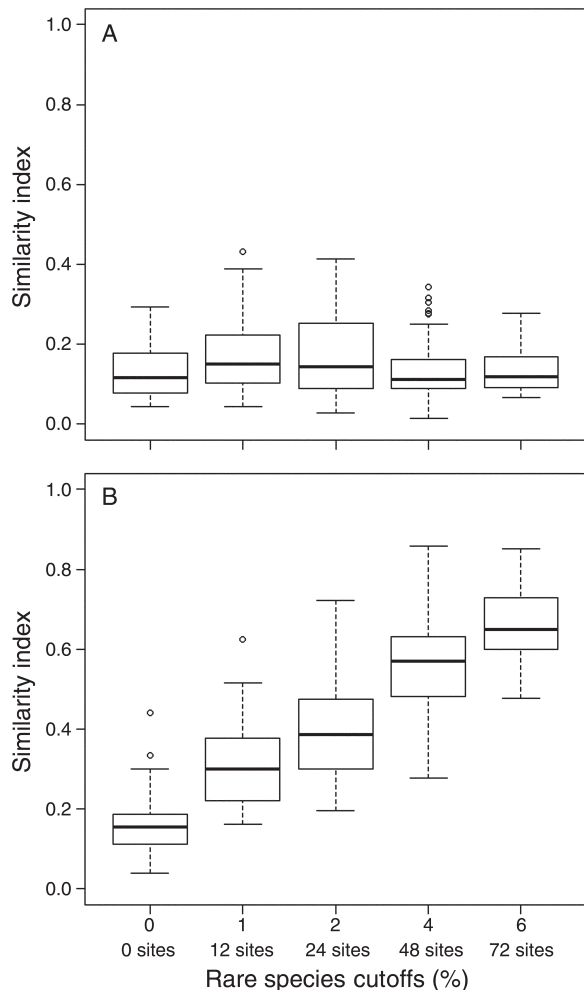 A
1.0
0.8
0.6
0.4
0.2
0.0
Similarity index
B
1.0
0.8
0.6
0.4
0.2
0.0
Similarity index
0 1 2 4 6
0 sites 12 sites 24 sites 48 sites 72 sites
Rare species cutoffs (%)